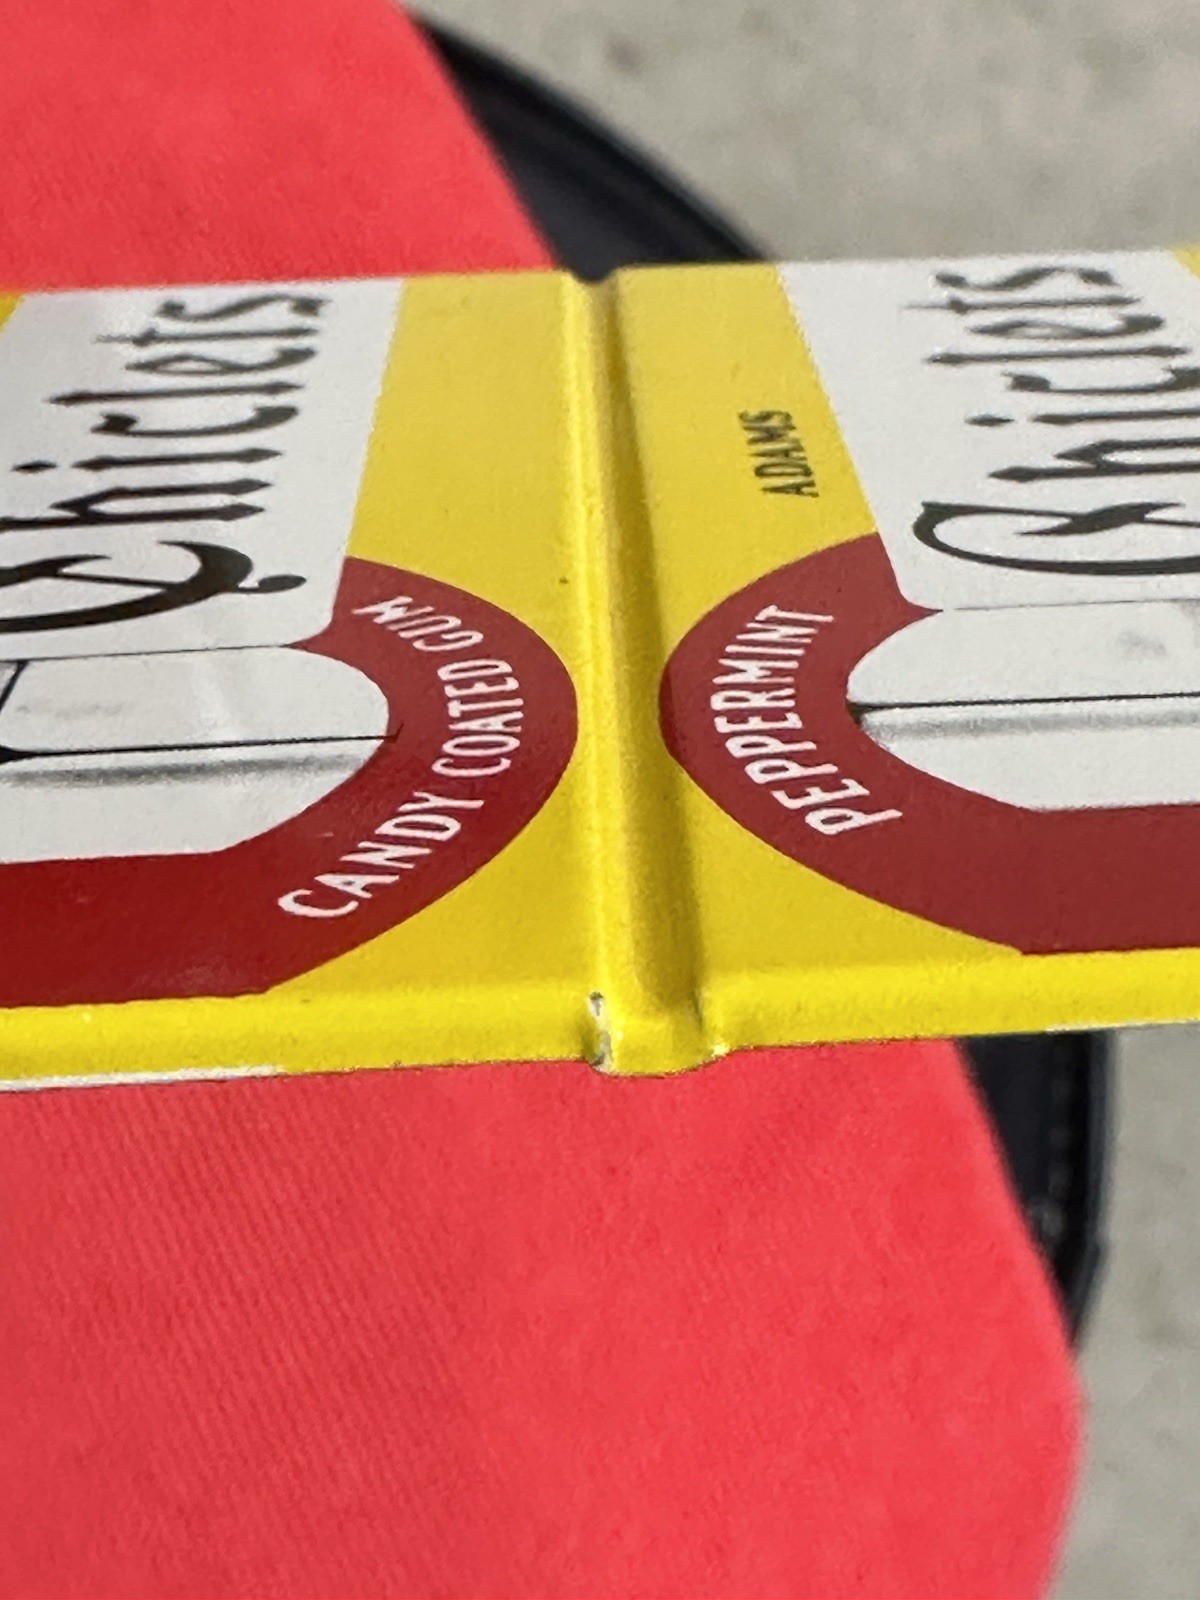 Chiclets
CANDY COATED GUM
ADAMS
Chiclets
PEPPERMINT